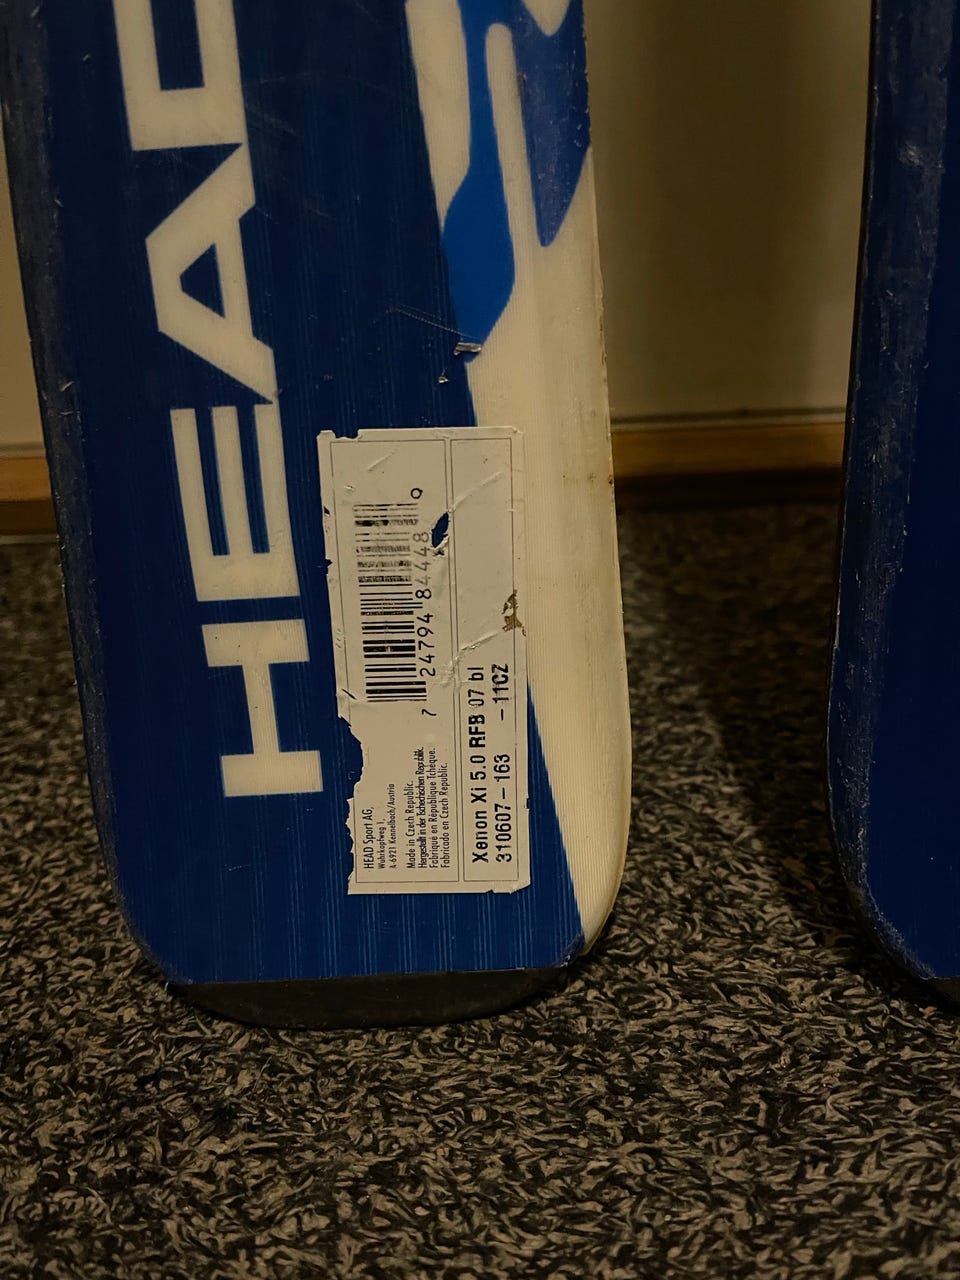 HEAD
HEAD Sport AG,
Wuhrkopfweg 1,
A-6921 Kennelbach/Austria
Made in Czech Republic.
Hergestellt in der Tschechischen Republik.
Fabriqué en République Tchèque.
Fabricado en Czech Republic.
7 24794 84448 0
Xenon Xi 5.0 RFB 07 bl
310607-163 -11CZ